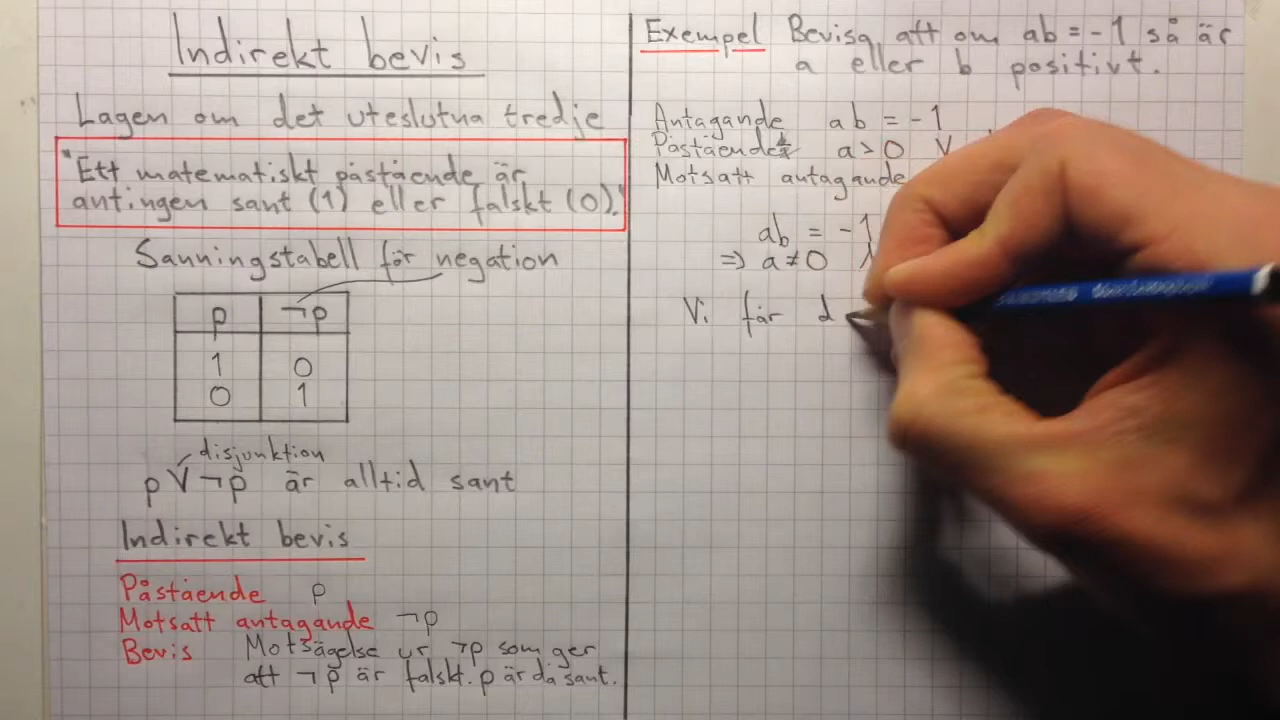 Indirekt bevis
Lagen om det uteslutna tredje
"Ett matematiskt påstående är
antingen sant (1) eller falskt (0)."
Sanningstabell för negation
p ¬p
1 0
0 1
disjunktion
p V ¬p är alltid sant
Indirekt bevis
Påstående p
Motsatt antagande ¬p
Bevis Motsägelse ur ¬p som ger
att ¬p är falskt. p är då sant.
Exempel Bevisa att om ab = -1 så är
a eller b positivt.
Antagande ab = -1
Påstående a > 0 V
Motsatt antagande
ab = -1
=> a ≠ 0 ∧
Vi får d